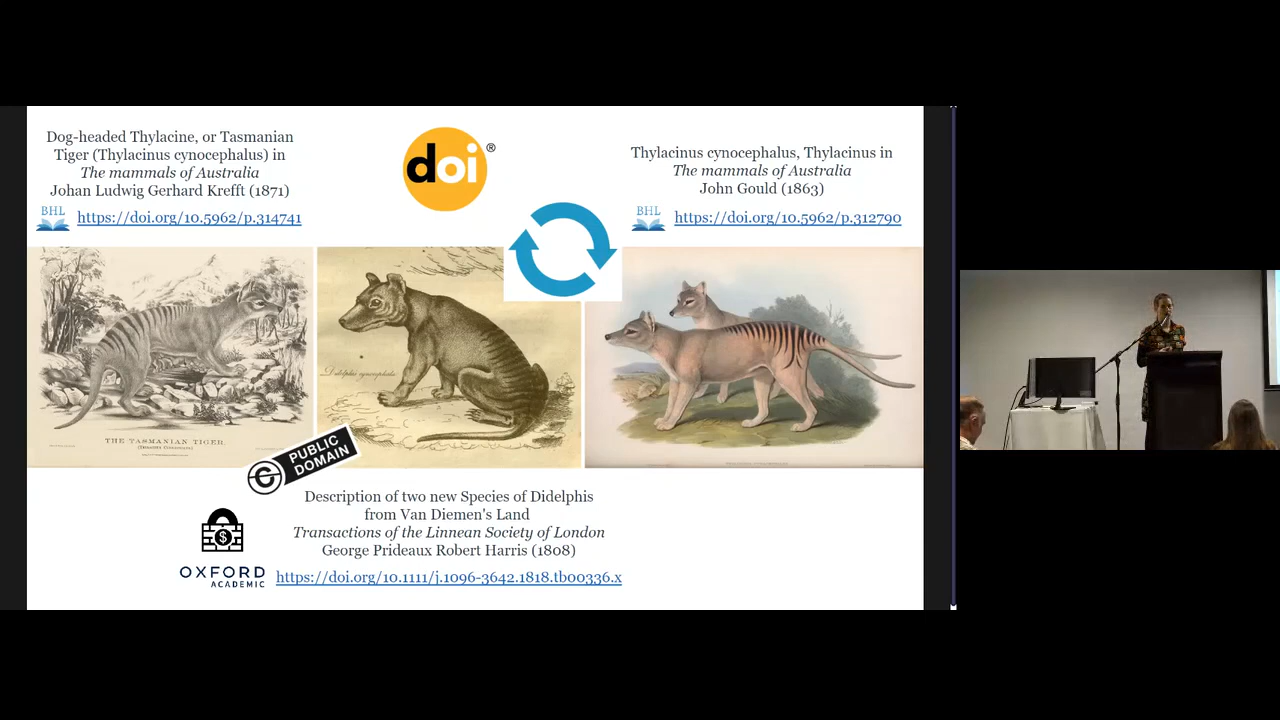 Dog-headed Thylacine, or Tasmanian
Tiger (Thylacinus cynocephalus) in
The mammals of Australia
Johan Ludwig Gerhard Krefft (1871)
BHL https://doi.org/10.5962/p.314741
doi®
Thylacinus cynocephalus, Thylacinus in
The mammals of Australia
John Gould (1863)
BHL https://doi.org/10.5962/p.312790
Didelphis cynocephala
THE TASMANIAN TIGER.
PUBLIC
DOMAIN
Description of two new Species of Didelphis
from Van Diemen's Land
Transactions of the Linnean Society of London
George Prideaux Robert Harris (1808)
$
OXFORD
ACADEMIC
https://doi.org/10.1111/j.1096-3642.1818.tb00336.x